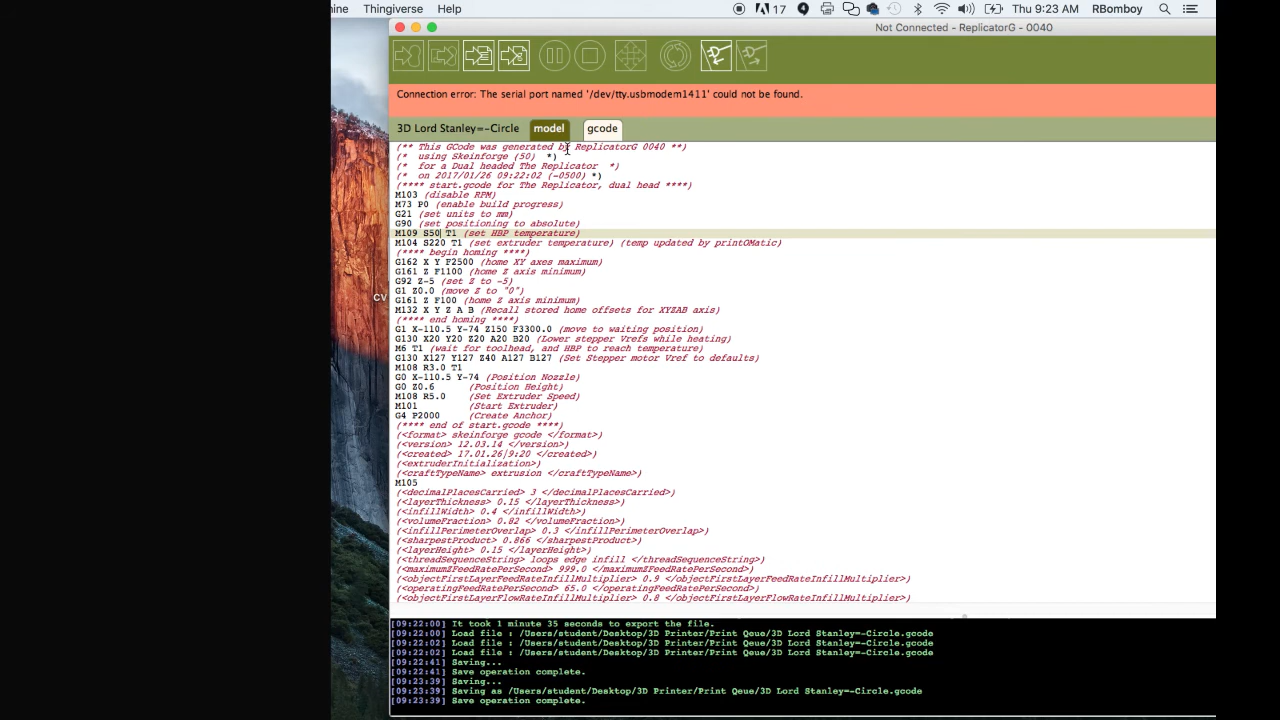 hine Thingiverse Help 17 4 Thu 9:23 AM RBomboy
Not Connected - ReplicatorG - 0040
Connection error: The serial port named '/dev/tty.usbmodem1411' could not be found.
3D Lord Stanley=-Circle model gcode
(** This GCode was generated by ReplicatorG 0040 **)
(* using Skeinforge (50) *)
(* for a Dual headed The Replicator *)
(* on 2017/01/26 09:22:02 (-0500) *)
(**** start.gcode for The Replicator, dual head ****)
M103 (disable RPM)
M73 P0 (enable build progress)
G21 (set units to mm)
G90 (set positioning to absolute)
M109 S50 T1 (set HBP temperature)
M104 S220 T1 (set extruder temperature) (temp updated by printOMatic)
(**** begin homing ****)
G162 X Y F2500 (home XY axes maximum)
G161 Z F1100 (home Z axis minimum)
G92 Z-5 (set Z to -5)
G1 Z0.0 (move Z to "0")
G161 Z F100 (home Z axis minimum)
CV
M132 X Y Z A B (Recall stored home offsets for XYZAB axis)
(**** end homing ****)
G1 X-110.5 Y-74 Z150 F3300.0 (move to waiting position)
G130 X20 Y20 Z20 A20 B20 (Lower stepper Vrefs while heating)
M6 T1 (wait for toolhead, and HBP to reach temperature)
G130 X127 Y127 Z40 A127 B127 (Set Stepper motor Vref to defaults)
M108 R3.0 T1
G0 X-110.5 Y-74 (Position Nozzle)
G0 Z0.6 (Position Height)
M108 R5.0 (Set Extruder Speed)
M101 (Start Extruder)
G4 P2000 (Create Anchor)
(**** end of start.gcode ****)
(<format> skeinforge gcode </format>)
(<version> 12.03.14 </version>)
(<created> 17.01.26|9:20 </created>)
(<extruderInitialization>)
(<craftTypeName> extrusion </craftTypeName>)
M105
(<decimalPlacesCarried> 3 </decimalPlacesCarried>)
(<layerThickness> 0.15 </layerThickness>)
(<infillWidth> 0.4 </infillWidth>)
(<volumeFraction> 0.82 </volumeFraction>)
(<infillPerimeterOverlap> 0.3 </infillPerimeterOverlap>)
(<sharpestProduct> 0.866 </sharpestProduct>)
(<layerHeight> 0.15 </layerHeight>)
(<threadSequenceString> loops edge infill </threadSequenceString>)
(<maximumZFeedRatePerSecond> 999.0 </maximumZFeedRatePerSecond>)
(<objectFirstLayerFeedRateInfillMultiplier> 0.9 </objectFirstLayerFeedRateInfillMultiplier>)
(<operatingFeedRatePerSecond> 65.0 </operatingFeedRatePerSecond>)
(<objectFirstLayerFlowRateInfillMultiplier> 0.8 </objectFirstLayerFlowRateInfillMultiplier>)
[09:22:00] It took 1 minute 35 seconds to export the file.
[09:22:00] Load file : /Users/student/Desktop/3D Printer/Print Qeue/3D Lord Stanley=-Circle.gcode
[09:22:02] Load file : /Users/student/Desktop/3D Printer/Print Qeue/3D Lord Stanley=-Circle.gcode
[09:22:02] Load file : /Users/student/Desktop/3D Printer/Print Qeue/3D Lord Stanley=-Circle.gcode
[09:22:41] Saving...
[09:22:41] Save operation complete.
[09:23:39] Saving...
[09:23:39] Saving as /Users/student/Desktop/3D Printer/Print Qeue/3D Lord Stanley=-Circle.gcode
[09:23:39] Save operation complete.